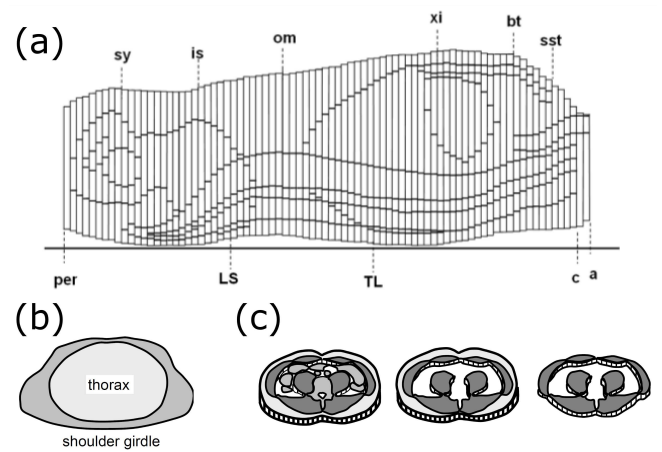 (a)
sy
is
om
xi
bt
sst
per
LS
TL
c
a
(b)
(c)
thorax
shoulder girdle